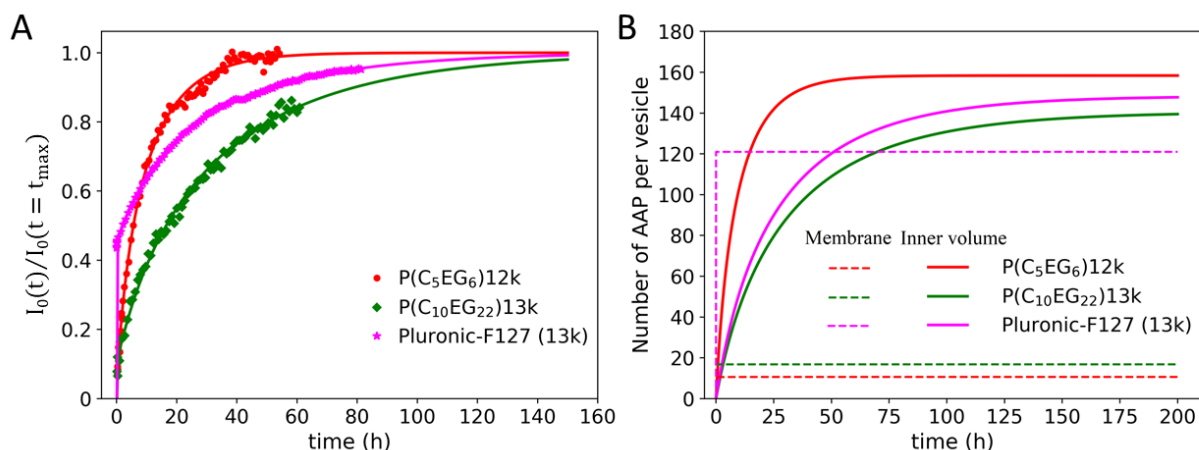 A
I₀(t)/I₀(t = tₘₐₓ)
1.0
0.8
0.6
0.4
0.2
0
0 20 40 60 80 100 120 140 160
time (h)
P(C₅EG₆)12k
P(C₁₀EG₂₂)13k
Pluronic-F127 (13k)
B
Number of AAP per vesicle
180
160
140
120
100
80
60
40
20
0
0 25 50 75 100 125 150 175 200
time (h)
Membrane Inner volume
P(C₅EG₆)12k
P(C₁₀EG₂₂)13k
Pluronic-F127 (13k)